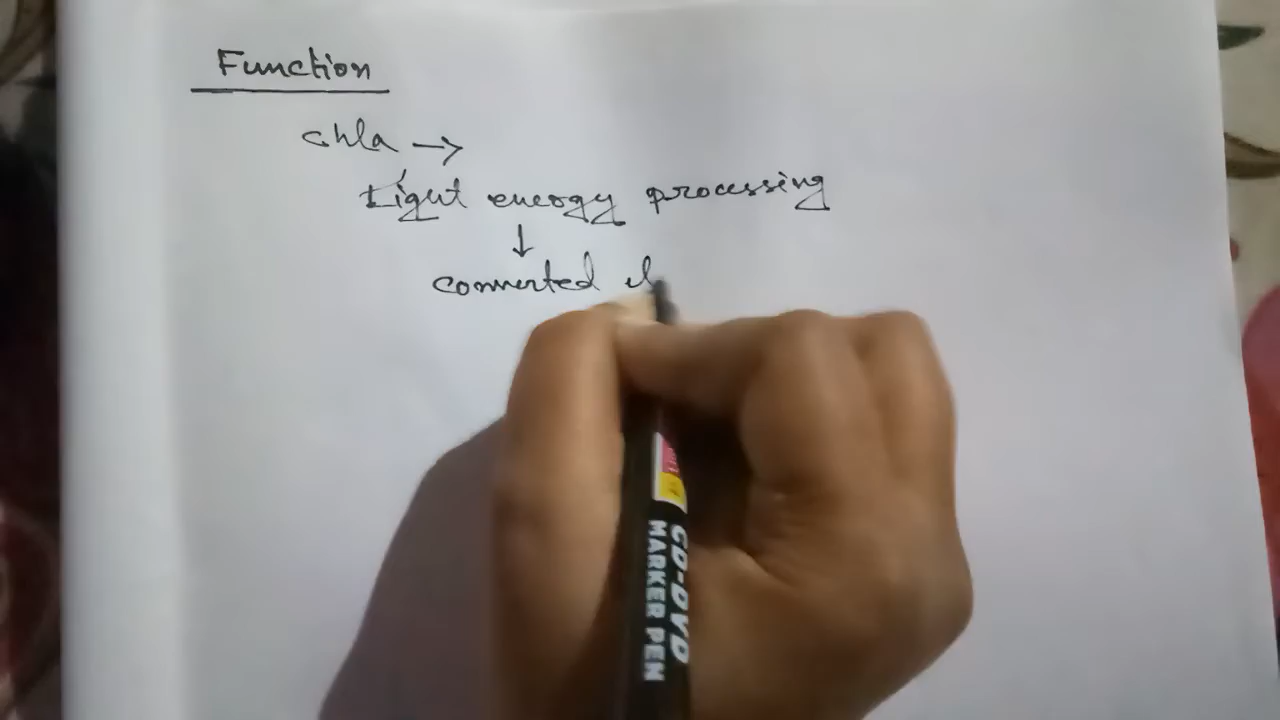 Function
chla →
Light energy processing
↓
converted
CD-DVD
MARKER PEN